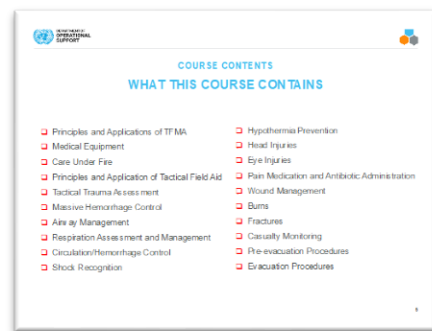 DEPARTMENT OF
OPERATIONAL
SUPPORT
COURSE CONTENTS
WHAT THIS COURSE CONTAINS
Principles and Applications of TFMA
Medical Equipment
Care Under Fire
Principles and Application of Tactical Field Aid
Tactical Trauma Assessment
Massive Hemorrhage Control
Airway Management
Respiration Assessment and Management
Circulation/Hemorrhage Control
Shock Recognition
Hypothermia Prevention
Head Injuries
Eye Injuries
Pain Medication and Antibiotic Administration
Wound Management
Burns
Fractures
Casualty Monitoring
Pre-evacuation Procedures
Evacuation Procedures